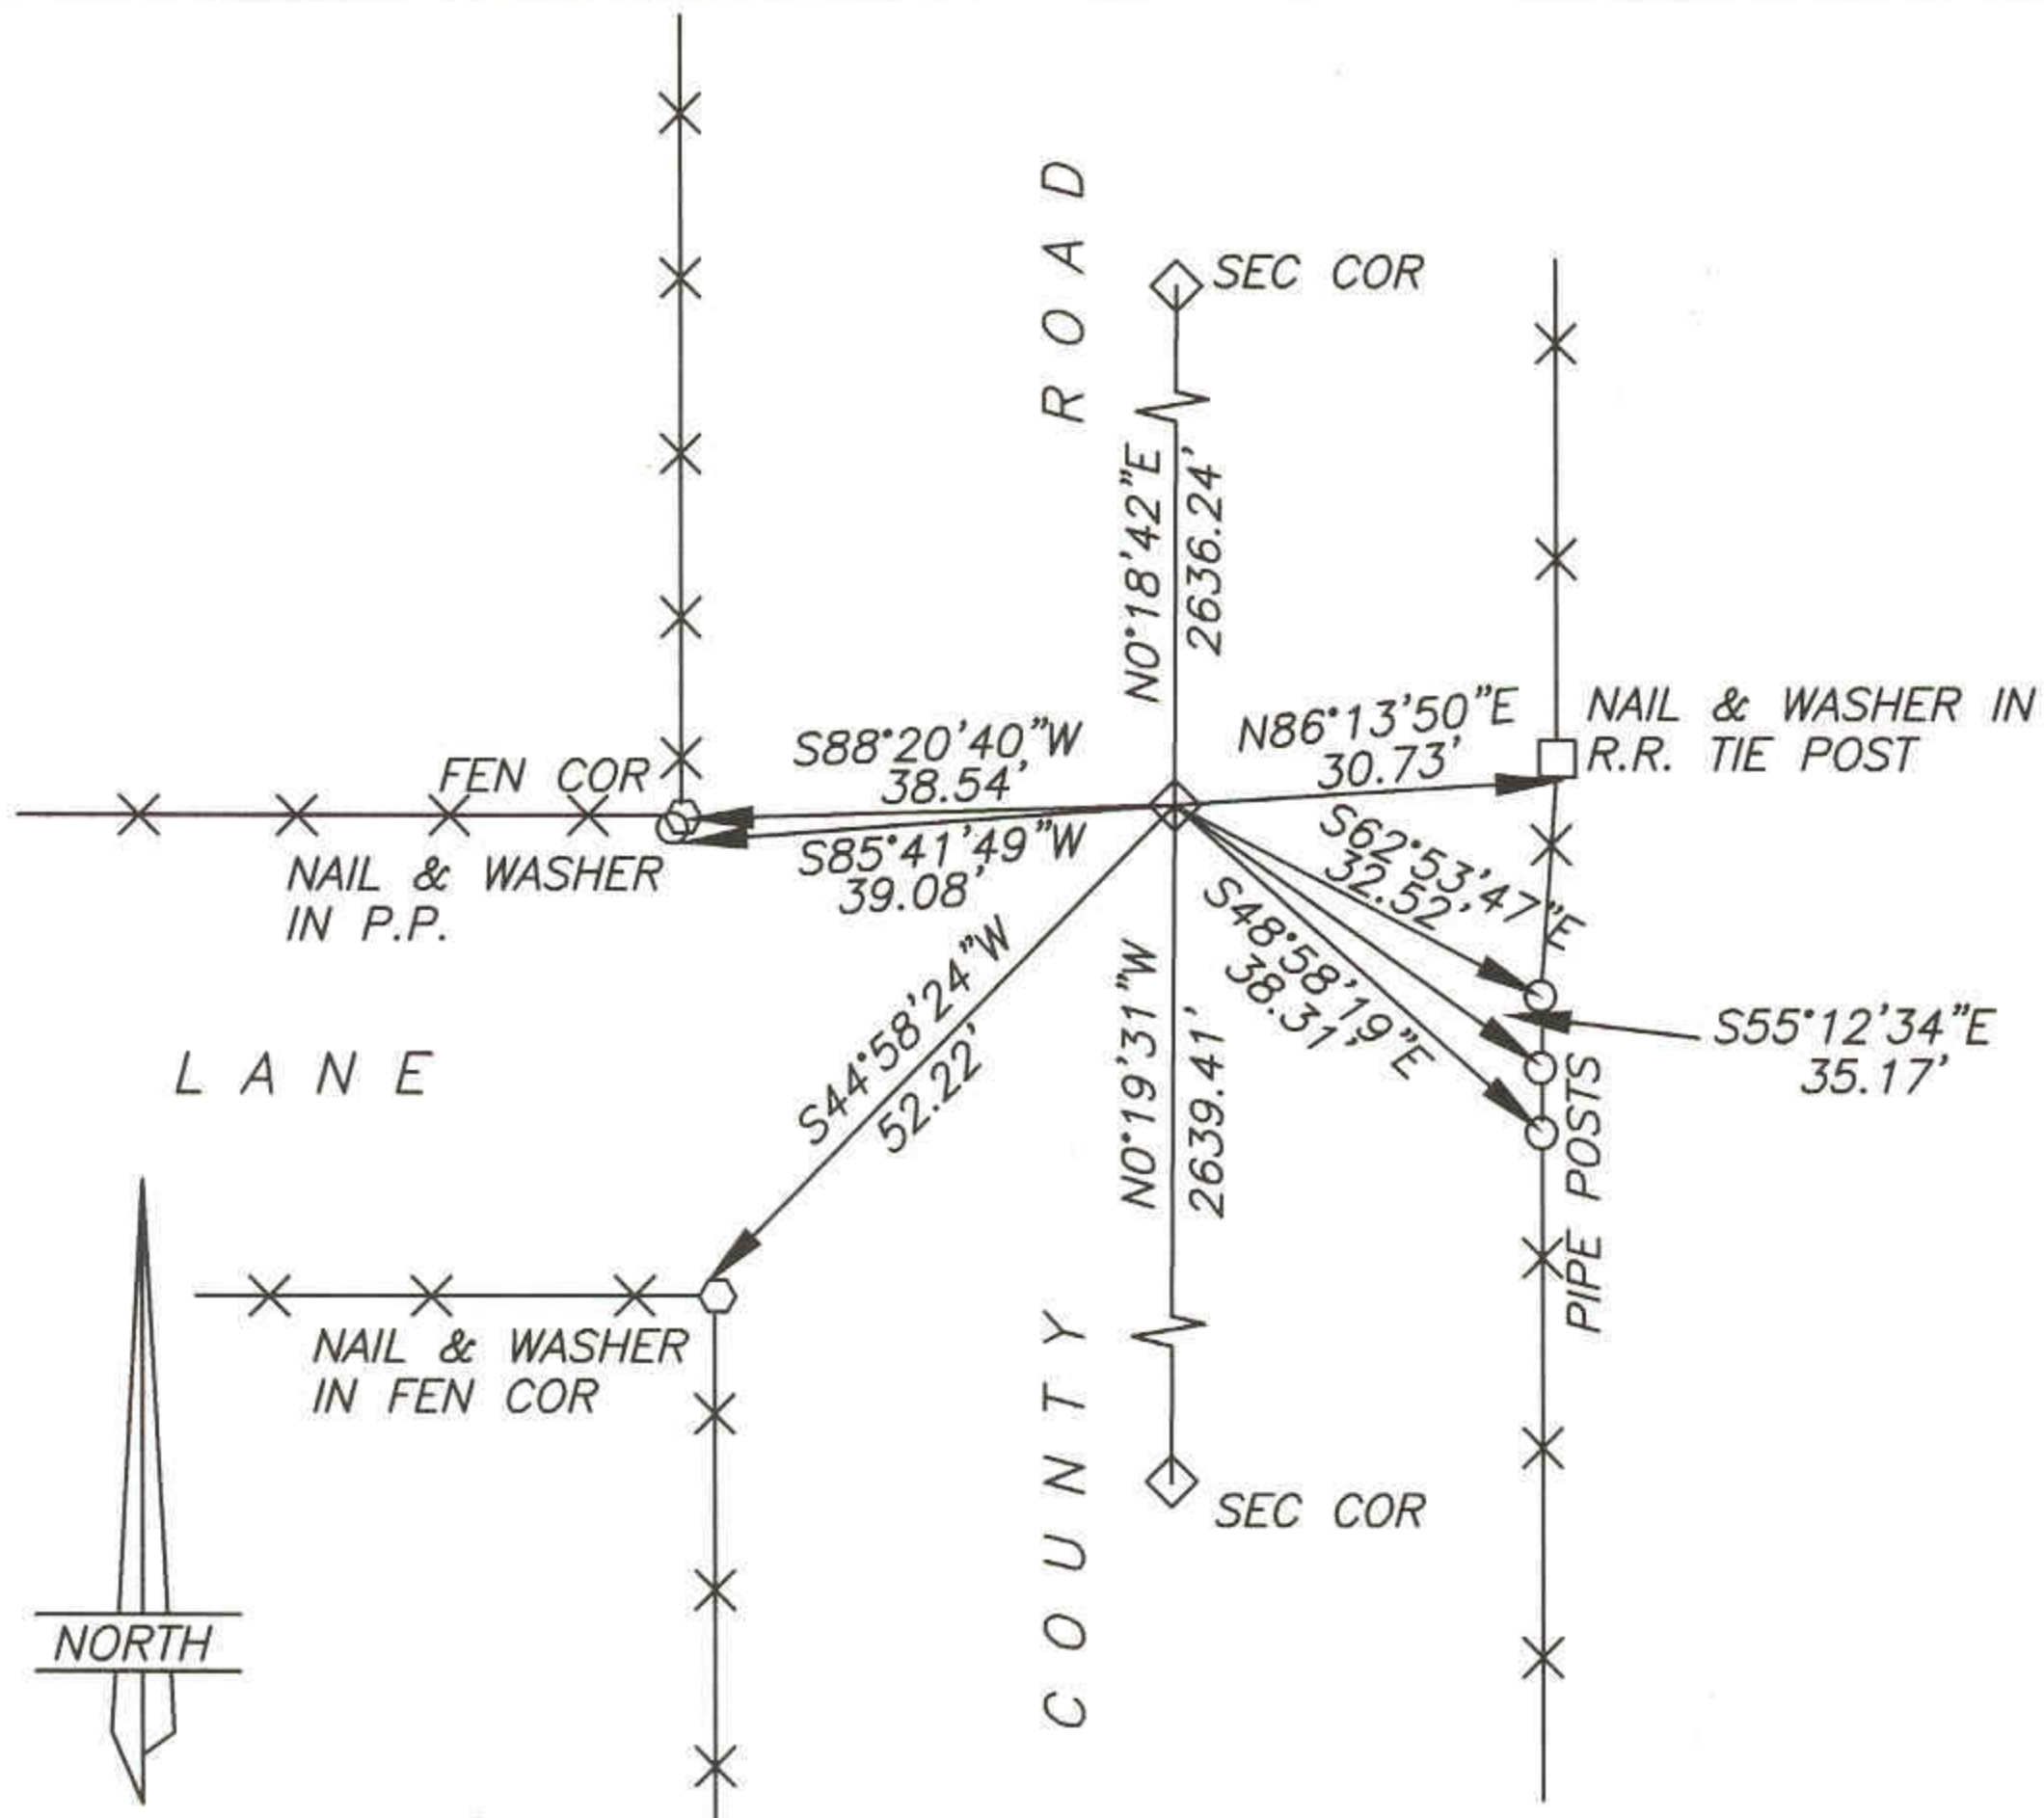 ROAD
SEC COR
N0°18'42"E
2636.24'
NAIL & WASHER IN
R.R. TIE POST
N86°13'50"E
30.73'
S88°20'40"W
38.54'
FEN COR
S85°41'49"W
39.08'
NAIL & WASHER
IN P.P.
S62°53'47"E
32.52'
S48°58'19"E
38.31'
S55°12'34"E
35.17'
S44°58'24"W
52.22'
N0°19'31"W
2639.41'
LANE
PIPE POSTS
NAIL & WASHER
IN FEN COR
COUNTY
SEC COR
NORTH